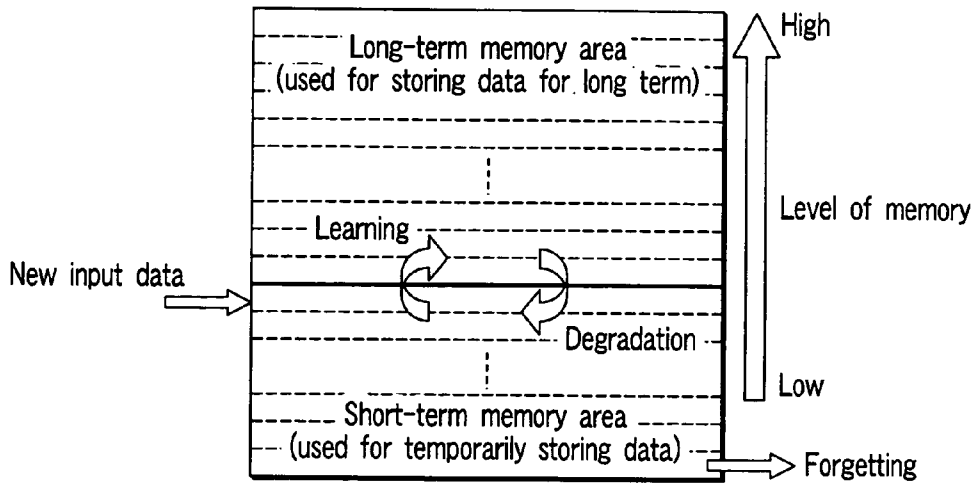 High
Long-term memory area
(used for storing data for long term)
Level of memory
Learning
New input data
Degradation
Low
Short-term memory area
(used for temporarily storing data)
Forgetting